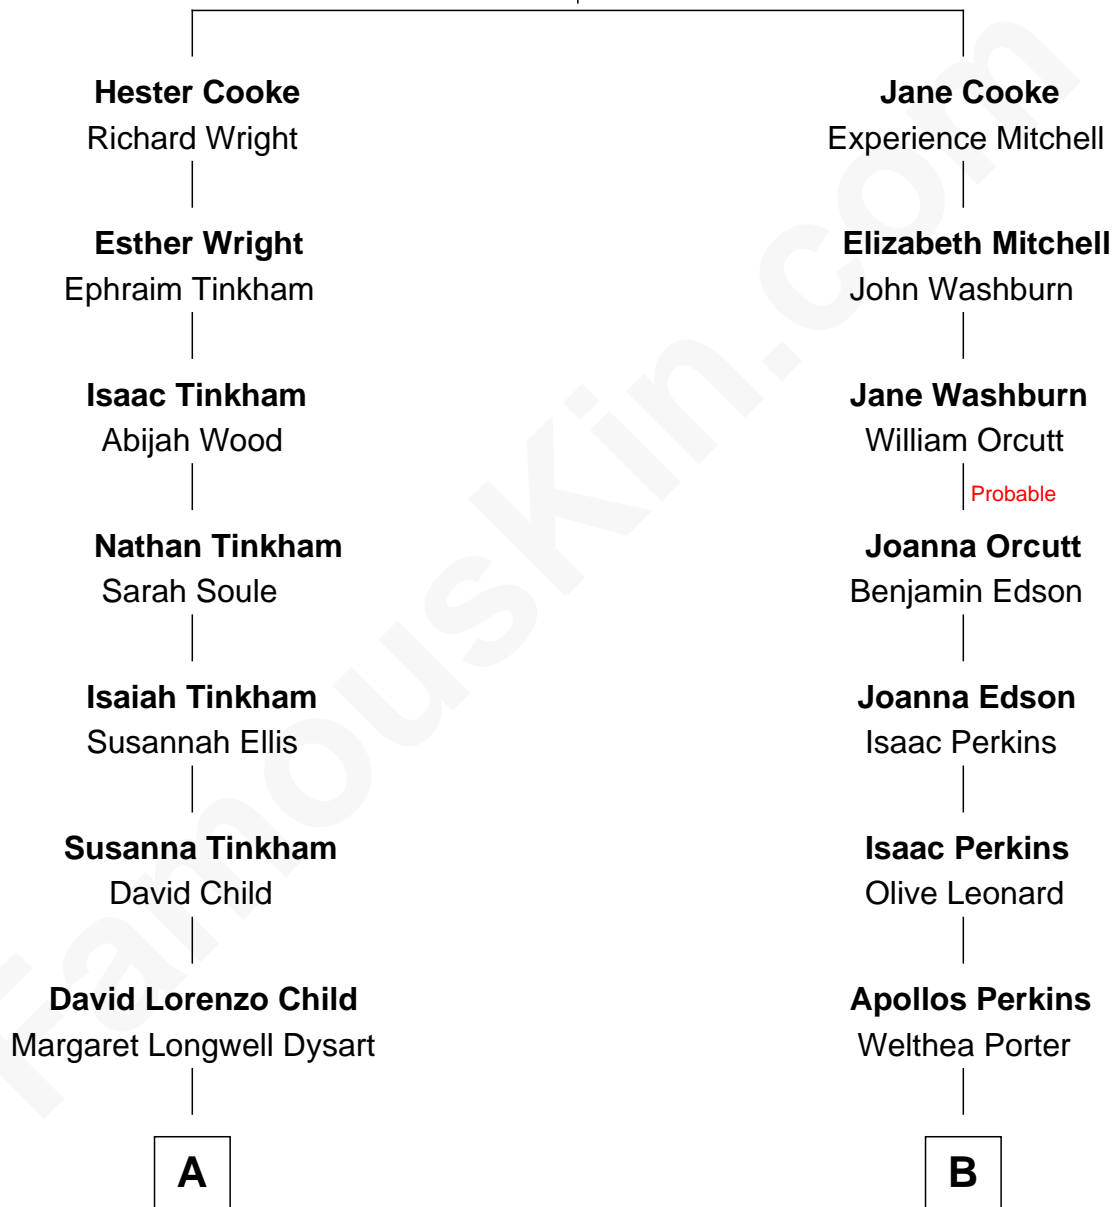 Hester Cooke
Richard Wright
Jane Cooke
Experience Mitchell
Esther Wright
Ephraim Tinkham
Elizabeth Mitchell
John Washburn
Isaac Tinkham
Abijah Wood
Jane Washburn
William Orcutt
Probable
Nathan Tinkham
Sarah Soule
Joanna Orcutt
Benjamin Edson
Isaiah Tinkham
Susannah Ellis
Joanna Edson
Isaac Perkins
Susanna Tinkham
David Child
Isaac Perkins
Olive Leonard
David Lorenzo Child
Margaret Longwell Dysart
Apollos Perkins
Welthea Porter
A
B
FamousKin.com